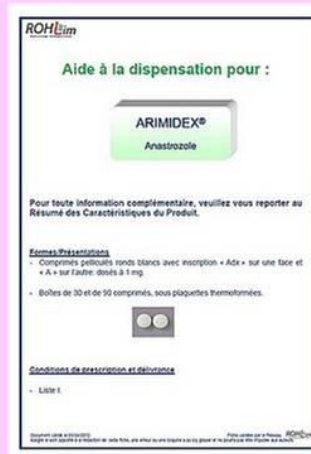 ROHLim
Aide à la dispensation pour :
ARIMIDEX®
Anastrozole
Pour toute information complémentaire, veuillez vous reporter au
Résumé des Caractéristiques du Produit.
Formes/Présentations
- Comprimés pelliculés ronds blancs avec inscription « Adx » sur une face et
« A » sur l'autre: dosés à 1 mg.
- Boîtes de 30 et de 90 comprimés, sous plaquettes thermoformées.
Conditions de prescription et délivrance
- Liste I.